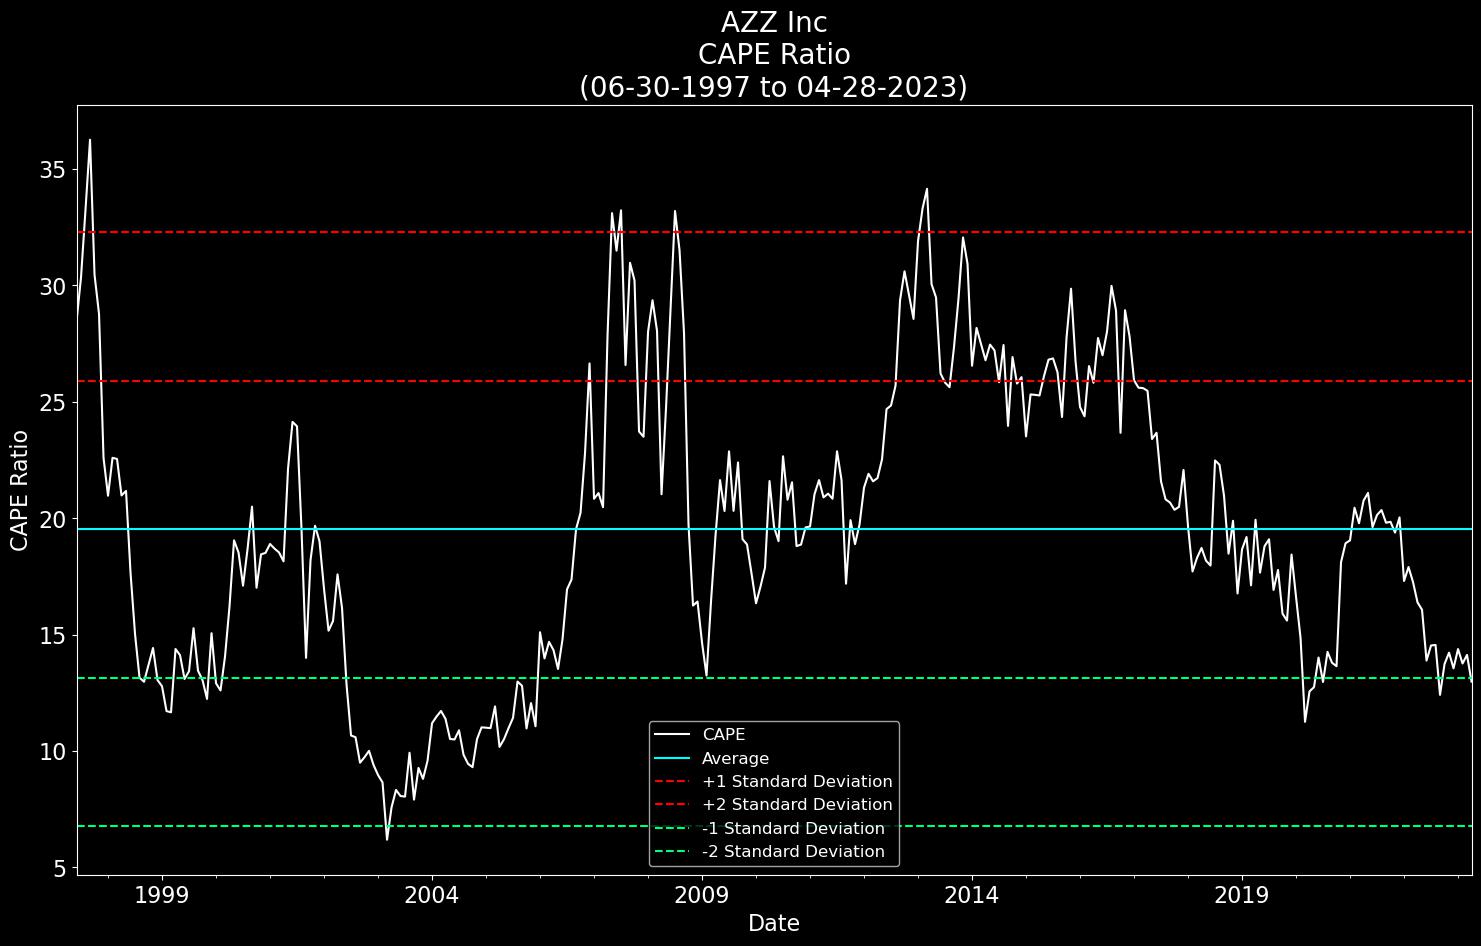 AZZ Inc
CAPE Ratio
(06-30-1997 to 04-28-2023)
CAPE Ratio
35
30
25
20
15
10
5
CAPE
Average
+1 Standard Deviation
+2 Standard Deviation
-1 Standard Deviation
-2 Standard Deviation
1999 2004 2009 2014 2019
Date